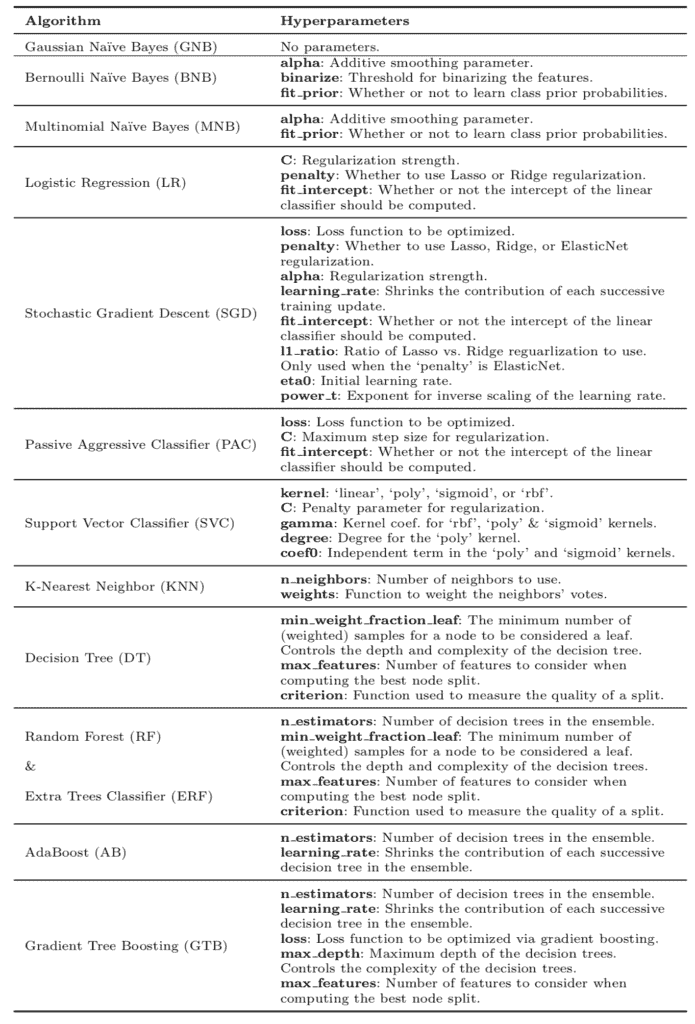 Algorithm Hyperparameters
Gaussian Naïve Bayes (GNB) No parameters.
Bernoulli Naïve Bayes (BNB)
alpha: Additive smoothing parameter.
binarize: Threshold for binarizing the features.
fit_prior: Whether or not to learn class prior probabilities.
Multinomial Naïve Bayes (MNB)
alpha: Additive smoothing parameter.
fit_prior: Whether or not to learn class prior probabilities.
Logistic Regression (LR)
C: Regularization strength.
penalty: Whether to use Lasso or Ridge regularization.
fit_intercept: Whether or not the intercept of the linear
classifier should be computed.
Stochastic Gradient Descent (SGD)
loss: Loss function to be optimized.
penalty: Whether to use Lasso, Ridge, or ElasticNet
regularization.
alpha: Regularization strength.
learning_rate: Shrinks the contribution of each successive
training update.
fit_intercept: Whether or not the intercept of the linear
classifier should be computed.
l1_ratio: Ratio of Lasso vs. Ridge reguarlization to use.
Only used when the ‘penalty’ is ElasticNet.
eta0: Initial learning rate.
power_t: Exponent for inverse scaling of the learning rate.
Passive Aggressive Classifier (PAC)
loss: Loss function to be optimized.
C: Maximum step size for regularization.
fit_intercept: Whether or not the intercept of the linear
classifier should be computed.
Support Vector Classifier (SVC)
kernel: ‘linear’, ‘poly’, ‘sigmoid’, or ‘rbf’.
C: Penalty parameter for regularization.
gamma: Kernel coef. for ‘rbf’, ‘poly’ & ‘sigmoid’ kernels.
degree: Degree for the ‘poly’ kernel.
coef0: Independent term in the ‘poly’ and ‘sigmoid’ kernels.
K-Nearest Neighbor (KNN)
n_neighbors: Number of neighbors to use.
weights: Function to weight the neighbors’ votes.
Decision Tree (DT)
min_weight_fraction_leaf: The minimum number of
(weighted) samples for a node to be considered a leaf.
Controls the depth and complexity of the decision tree.
max_features: Number of features to consider when
computing the best node split.
criterion: Function used to measure the quality of a split.
Random Forest (RF)
&
Extra Trees Classifier (ERF)
n_estimators: Number of decision trees in the ensemble.
min_weight_fraction_leaf: The minimum number of
(weighted) samples for a node to be considered a leaf.
Controls the depth and complexity of the decision trees.
max_features: Number of features to consider when
computing the best node split.
criterion: Function used to measure the quality of a split.
AdaBoost (AB)
n_estimators: Number of decision trees in the ensemble.
learning_rate: Shrinks the contribution of each successive
decision tree in the ensemble.
Gradient Tree Boosting (GTB)
n_estimators: Number of decision trees in the ensemble.
learning_rate: Shrinks the contribution of each successive
decision tree in the ensemble.
loss: Loss function to be optimized via gradient boosting.
max_depth: Maximum depth of the decision trees.
Controls the complexity of the decision trees.
max_features: Number of features to consider when
computing the best node split.